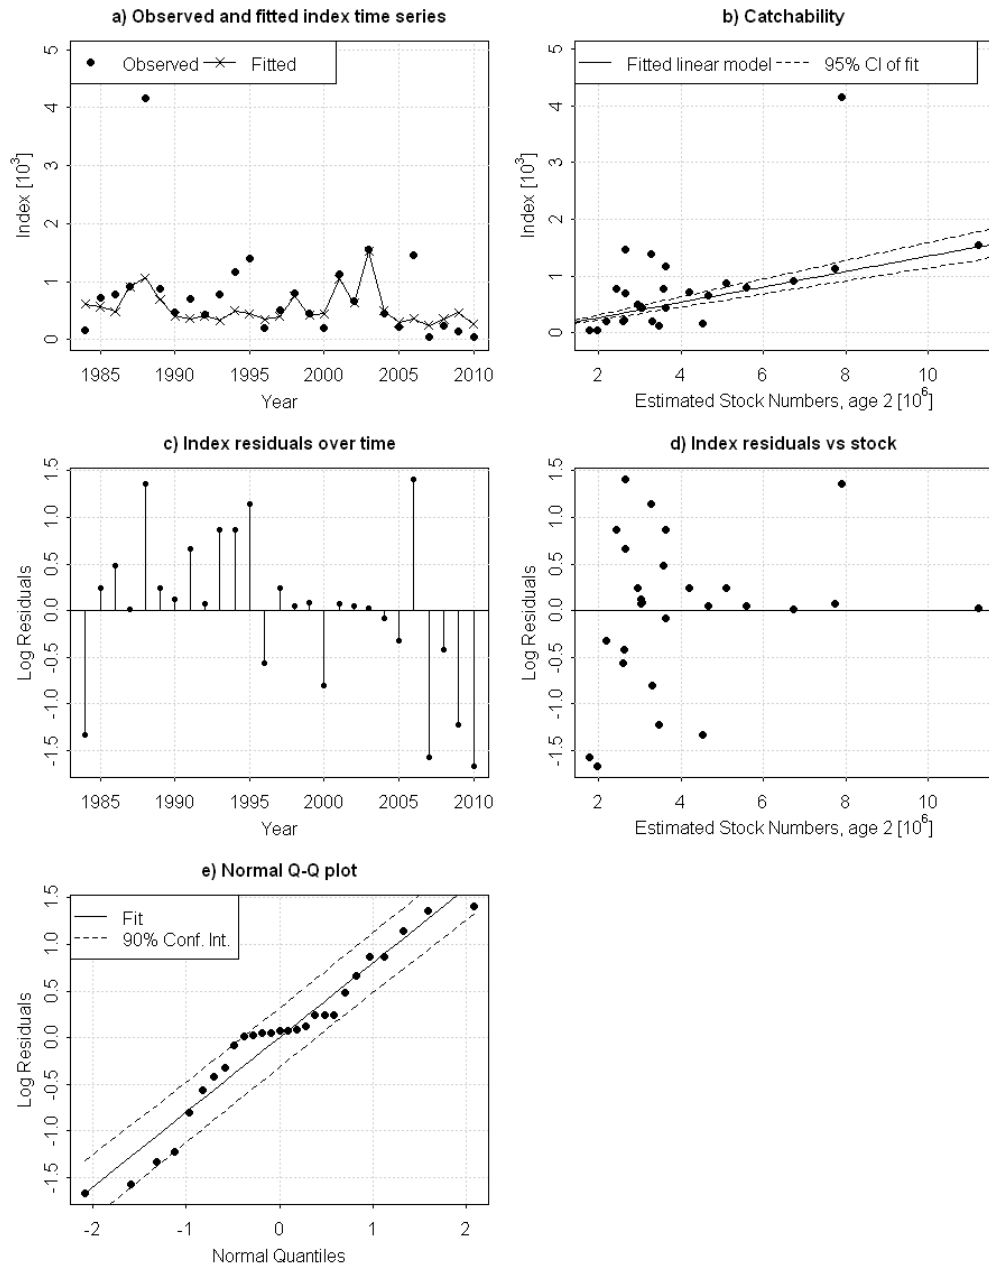 a) Observed and fitted index time series
Observed Fitted
Index [10³]
0 1 2 3 4 5
1985 1990 1995 2000 2005 2010
Year
b) Catchability
Fitted linear model 95% CI of fit
Index [10³]
0 1 2 3 4 5
2 4 6 8 10
Estimated Stock Numbers, age 2 [10⁶]
c) Index residuals over time
Log Residuals
-1.5 -1.0 -0.5 0.0 0.5 1.0 1.5
1985 1990 1995 2000 2005 2010
Year
d) Index residuals vs stock
Log Residuals
-1.5 -1.0 -0.5 0.0 0.5 1.0 1.5
2 4 6 8 10
Estimated Stock Numbers, age 2 [10⁶]
e) Normal Q-Q plot
Fit
90% Conf. Int.
Log Residuals
-1.5 -1.0 -0.5 0.0 0.5 1.0 1.5
-2 -1 0 1 2
Normal Quantiles